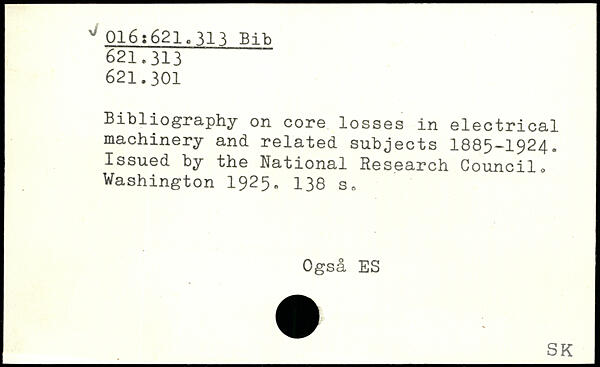 ✓ 016:621.313 Bib
621.313
621.301
Bibliography on core losses in electrical
machinery and related subjects 1885-1924.
Issued by the National Research Council.
Washington 1925. 138 s.
Også ES
SK